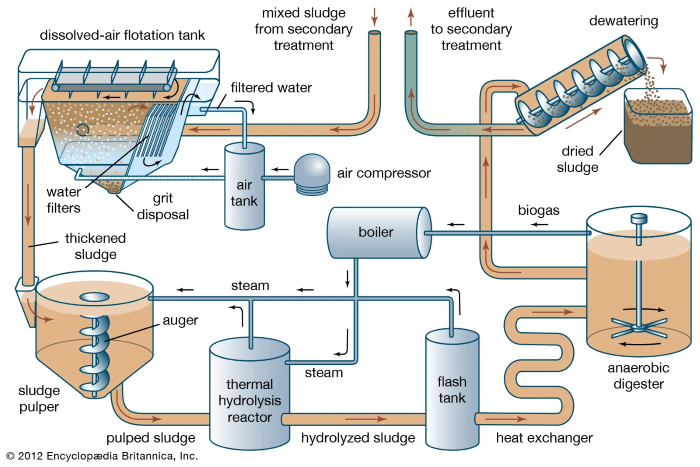 mixed sludge
from secondary
treatment
effluent
to secondary
treatment
dewatering
dissolved-air flotation tank
filtered water
dried
sludge
air compressor
air
tank
water
filters
grit
disposal
thickened
sludge
boiler
biogas
steam
auger
steam
anaerobic
digester
thermal
hydrolysis
reactor
flash
tank
sludge
pulper
pulped sludge
hydrolyzed sludge
heat exchanger
© 2012 Encyclopædia Britannica, Inc.